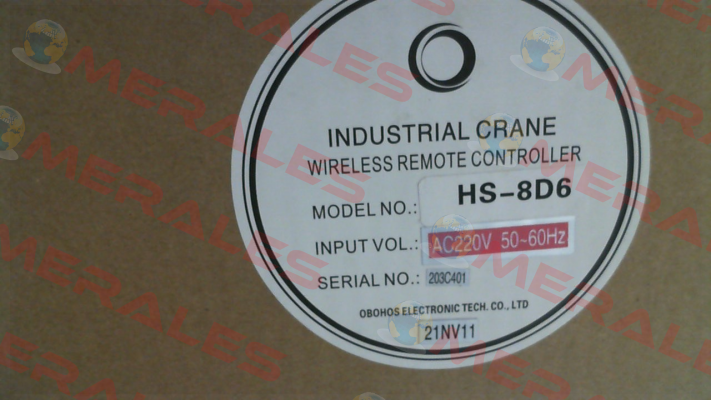 INDUSTRIAL CRANE
WIRELESS REMOTE CONTROLLER
MODEL NO.: HS-8D6
INPUT VOL.: AC220V 50~60Hz
SERIAL NO.: 203C401
OBOHOS ELECTRONIC TECH. CO., LTD
21NV11
MERALES
MERALES
MERALES
MERALES
MERALES